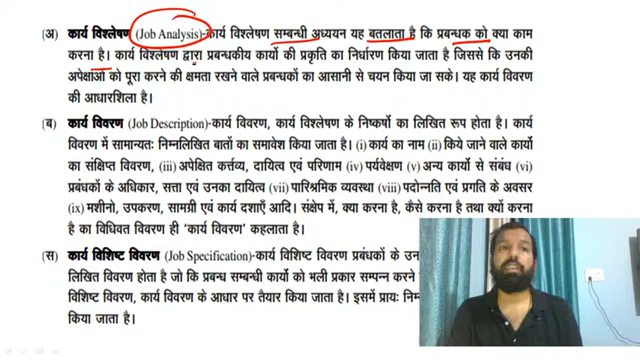 (अ) कार्य विश्लेषण (Job Analysis)-कार्य विश्लेषण सम्बन्धी अध्ययन यह बतलाता है कि प्रबन्धक को क्या काम
करना है। कार्य विश्लेषण द्वारा प्रबन्धकीय कार्यो की प्रकृति का निर्धारण किया जाता है जिससे कि उनकी
अपेक्षाओं को पूरा करने की क्षमता रखने वाले प्रबन्धकों का आसानी से चयन किया जा सके। यह कार्य विवरण
की आधारशिला है।
(ब) कार्य विवरण (Job Description)-कार्य विवरण, कार्य विश्लेषण के निष्कर्षो का लिखित रूप होता है। कार्य
विवरण में सामान्यतः निम्नलिखित बातों का समावेश किया जाता है। (i) कार्य का नाम (ii) किये जाने वाले कार्यो
का संक्षिप्त विवरण, (iii) अपेक्षित कर्त्तव्य, दायित्व एवं परिणाम (iv) पर्यवेक्षण (v) अन्य कार्यो से संबंध (vi)
प्रबंधकों के अधिकार, सत्ता एवं उनका दायित्व (vii) पारिश्रमिक व्यवस्था (viii) पदोन्नति एवं प्रगति के अवसर
(ix) मशीनो, उपकरण, सामग्री एवं कार्य दशाएँ आदि। संक्षेप में, क्या करना है, कैसे करना है तथा क्यों करना
है का विधिवत विवरण ही 'कार्य विवरण' कहलाता है।
(स) कार्य विशिष्ट विवरण (Job Specification)-कार्य विशिष्ट विवरण प्रबंधकों के
लिखित विवरण होता है जो कि प्रबन्ध सम्बन्धी कार्यो को भली प्रकार सम्पन्न करने
विशिष्ट विवरण, कार्य विवरण के आधार पर तैयार किया जाता है। इसमें प्रायः
किया जाता है।